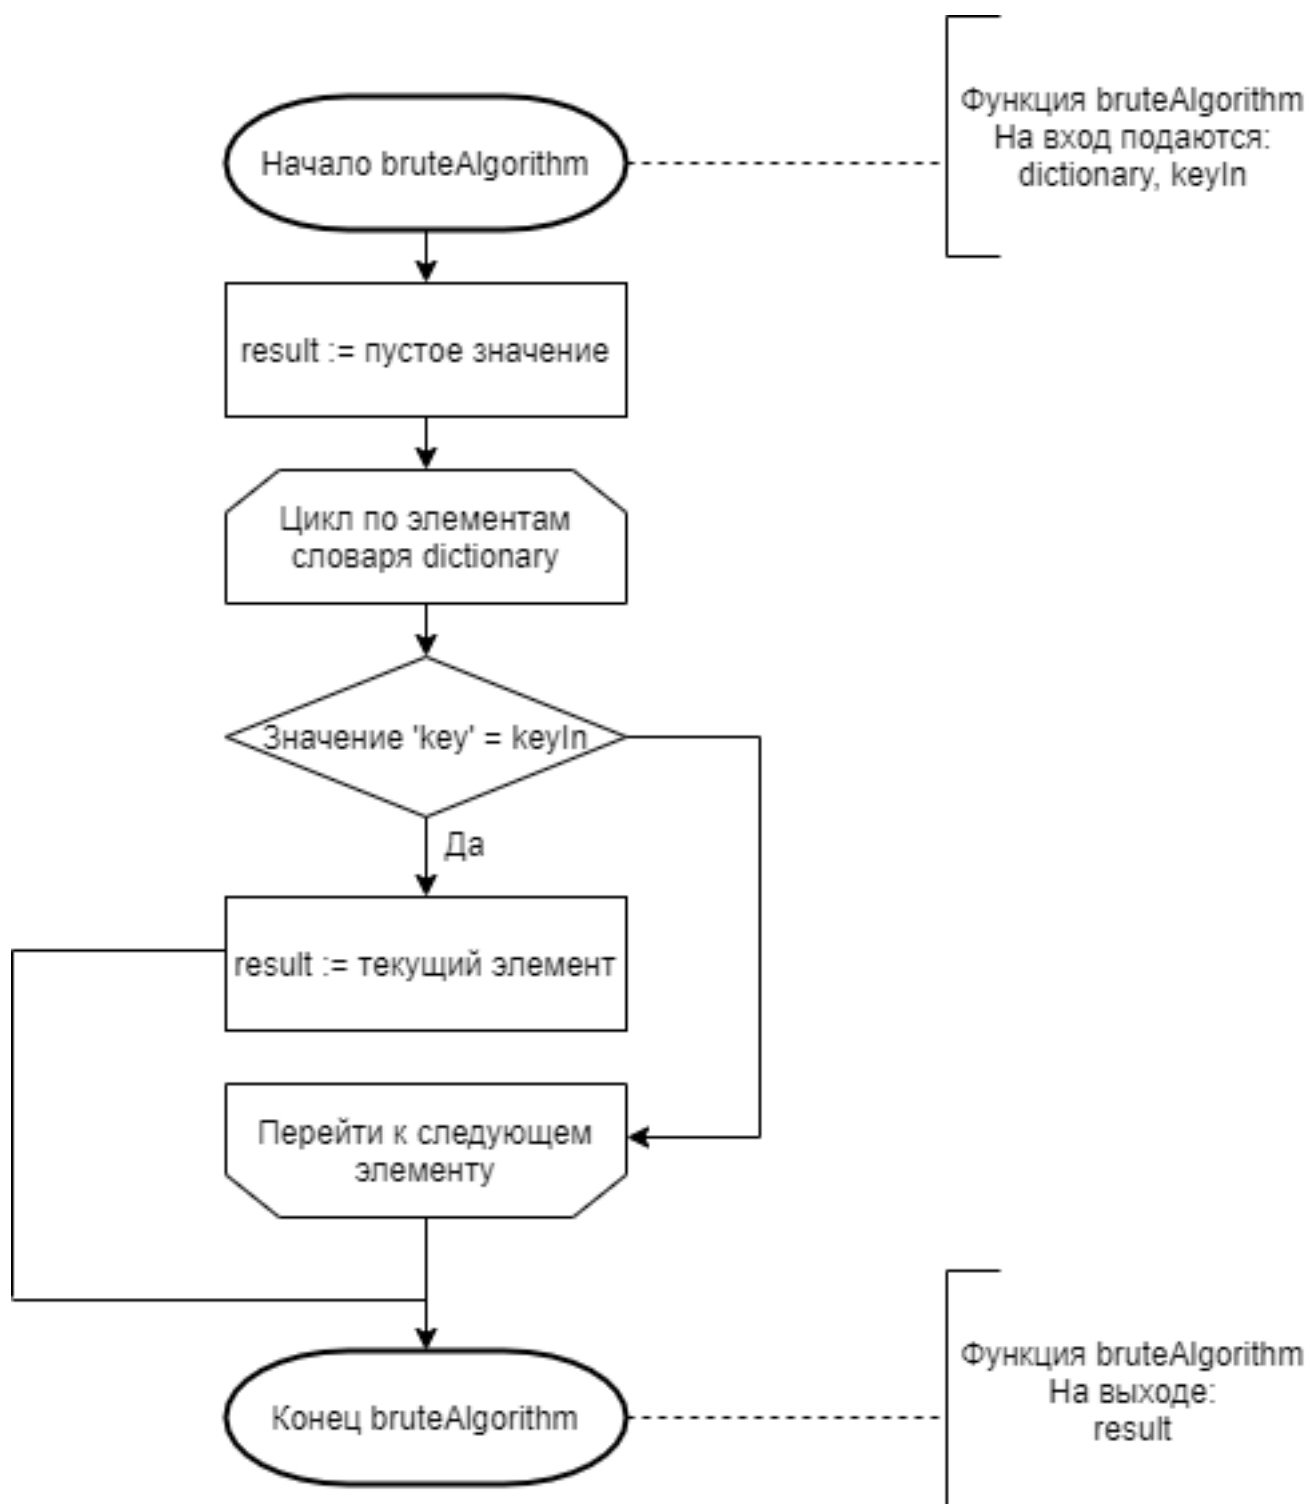 Функция bruteAlgorithm
На вход подаются:
dictionary, keyIn
Начало bruteAlgorithm
result := пустое значение
Цикл по элементам
словаря dictionary
Значение 'key' = keyIn
Да
result := текущий элемент
Перейти к следующем
элементу
Функция bruteAlgorithm
На выходе:
result
Конец bruteAlgorithm